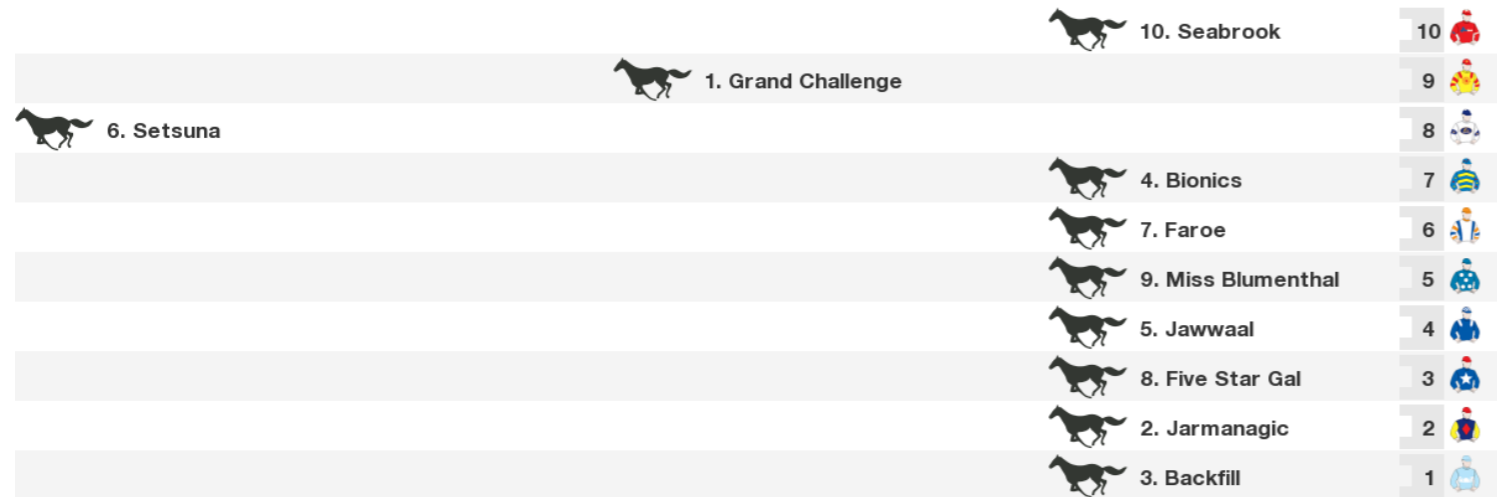 10. Seabrook 10
1. Grand Challenge 9
6. Setsuna 8
4. Bionics 7
7. Faroe 6
9. Miss Blumenthal 5
5. Jawwaal 4
8. Five Star Gal 3
2. Jarmanagic 2
3. Backfill 1